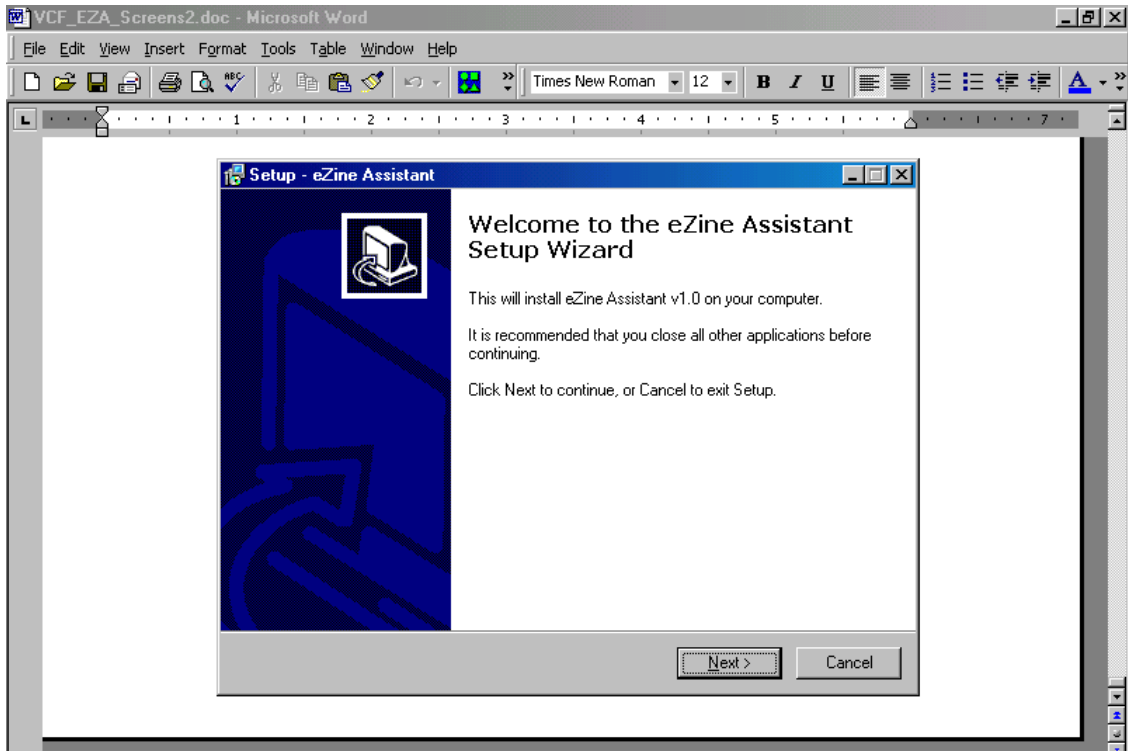 VCF_EZA_Screens2.doc - Microsoft Word
File Edit View Insert Format Tools Table Window Help
Times New Roman 12 B I U A
L 1 2 3 4 5 7
Setup - eZine Assistant
Welcome to the eZine Assistant
Setup Wizard
This will install eZine Assistant v1.0 on your computer.
It is recommended that you close all other applications before
continuing.
Click Next to continue, or Cancel to exit Setup.
Next >
Cancel